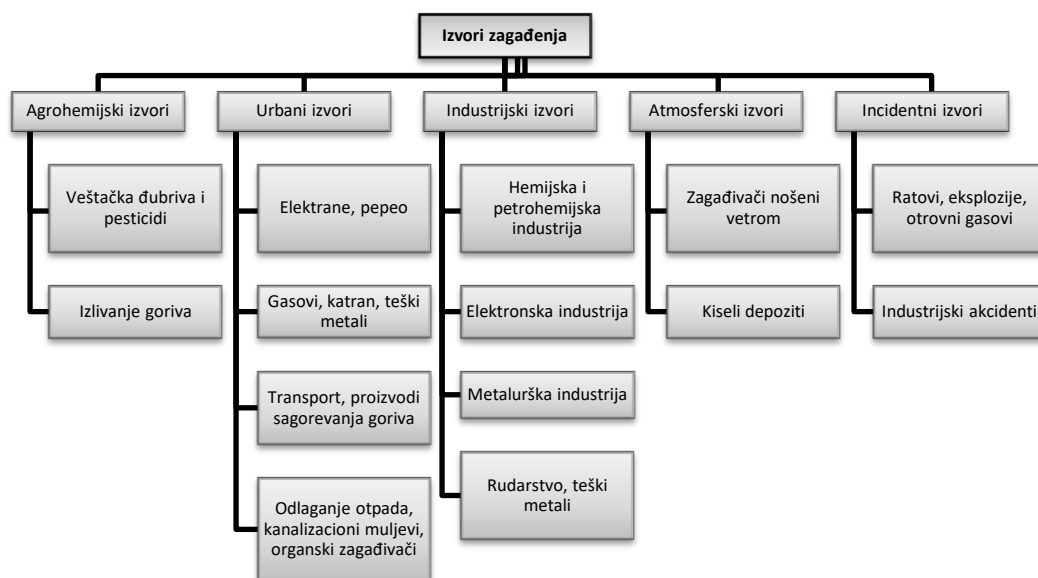 Izvori zagađenja
Agrohemijski izvori
Veštačka đubriva i
pesticidi
Izlivanje goriva
Urbani izvori
Elektrane, pepeo
Gasovi, katran, teški
metali
Transport, proizvodi
sagorevanja goriva
Odlaganje otpada,
kanalizacioni muljevi,
organski zagađivači
Industrijski izvori
Hemijska i
petrohemijska
industrija
Elektronska industrija
Metalurška industrija
Rudarstvo, teški
metali
Atmosferski izvori
Zagađivači nošeni
vetrom
Kiseli depoziti
Incidentni izvori
Ratovi, eksplozije,
otrovni gasovi
Industrijski akcidenti